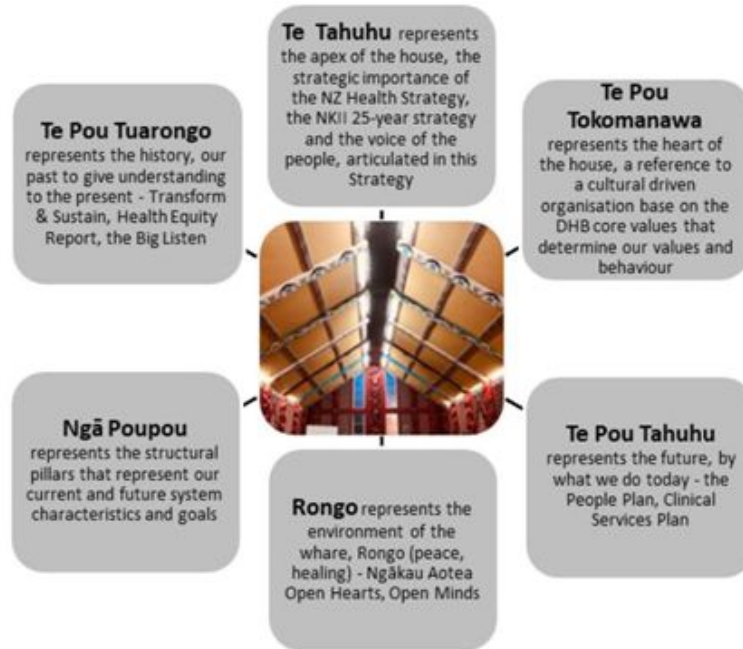 Te Tahuhu represents
the apex of the house, the
strategic importance of
the NZ Health Strategy,
the NKII 25-year strategy
and the voice of the
people, articulated in this
Strategy
Te Pou Tuarongo
represents the history, our
past to give understanding
to the present - Transform
& Sustain, Health Equity
Report, the Big Listen
Te Pou
Tokomanawa
represents the heart of
the house, a reference to
a cultural driven
organisation base on the
DHB core values that
determine our values and
behaviour
Ngā Poupou
represents the structural
pillars that represent our
current and future system
characteristics and goals
Rongo represents the
environment of the
whare, Rongo (peace,
healing) - Ngākau Aotea
Open Hearts, Open Minds
Te Pou Tahuhu
represents the future, by
what we do today - the
People Plan, Clinical
Services Plan